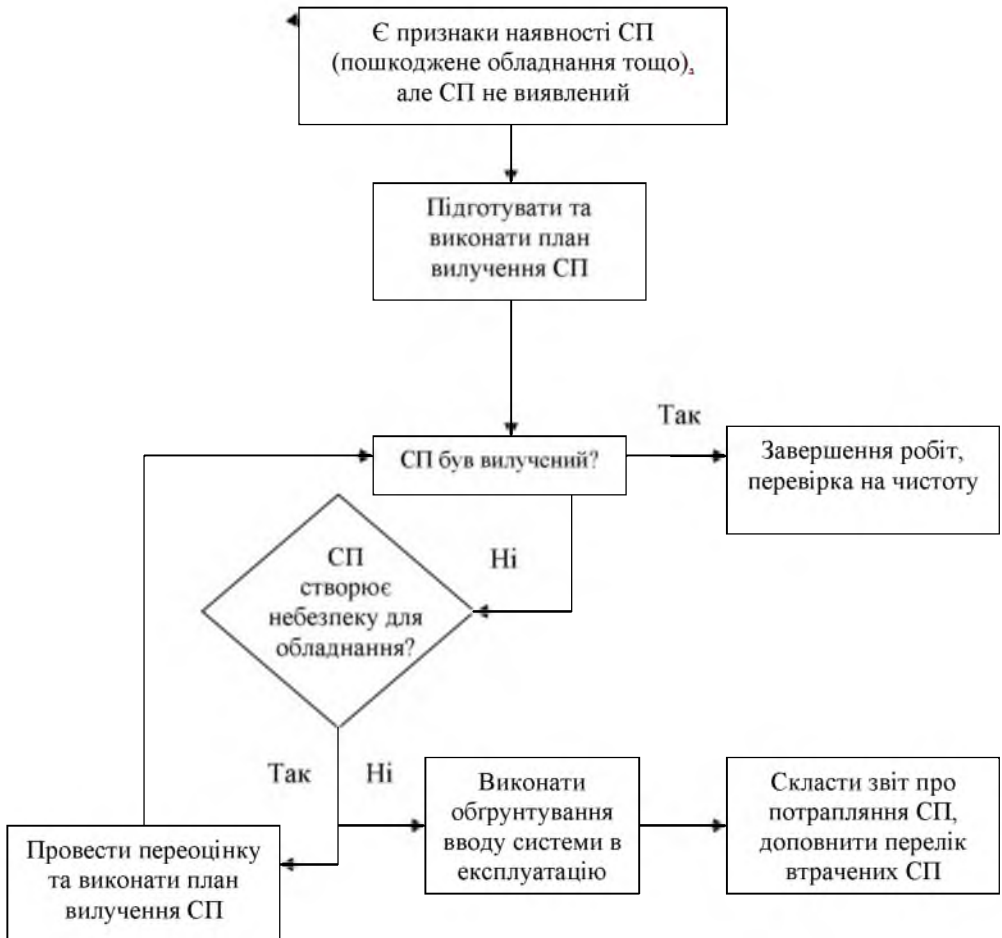 Є признаки наявності СП
(пошкоджене обладнання тощо),
але СП не виявлений
Підготувати та
виконати план
вилучення СП
СП був вилучений?
Так
Завершення робіт,
перевірка на чистоту
Ні
СП
створює
небезпеку для
обладнання?
Так
Ні
Провести переоцінку
та виконати план
вилучення СП
Виконати
обґрунтування
вводу системи в
експлуатацію
Скласти звіт про
потрапляння СП,
доповнити перелік
втрачених СП